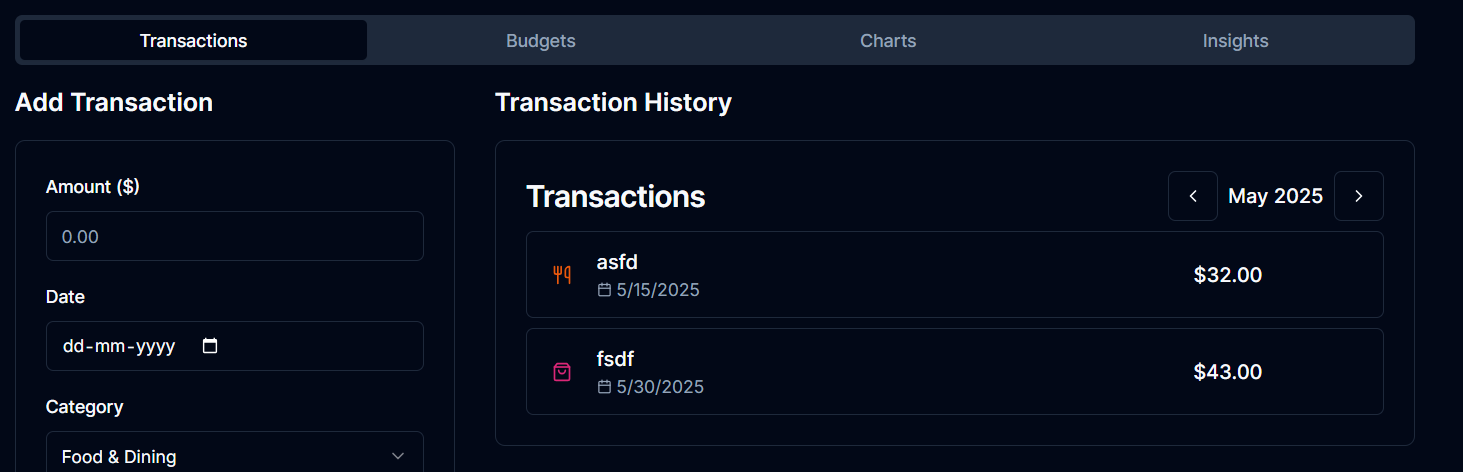 Transactions
Budgets
Charts
Insights
Add Transaction
Transaction History
Amount ($)
0.00
Date
dd-mm-yyyy
Category
Food & Dining
Transactions
May 2025
asfd
5/15/2025
$32.00
fsdf
5/30/2025
$43.00